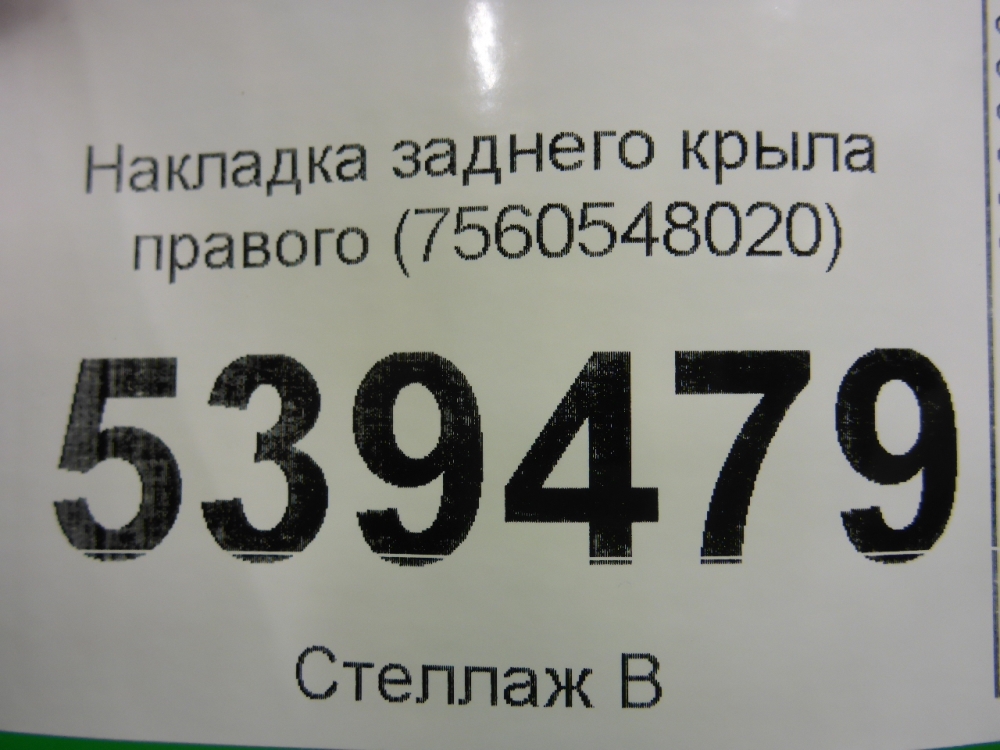 Накладка заднего крыла
правого (7560548020)
539479
Стеллаж В